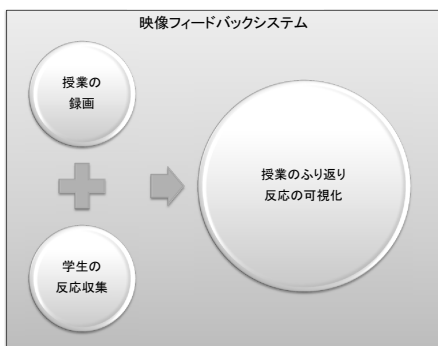 映像フィードバックシステム
授業の
録画
学生の
反応収集
授業のふり返り
反応の可視化